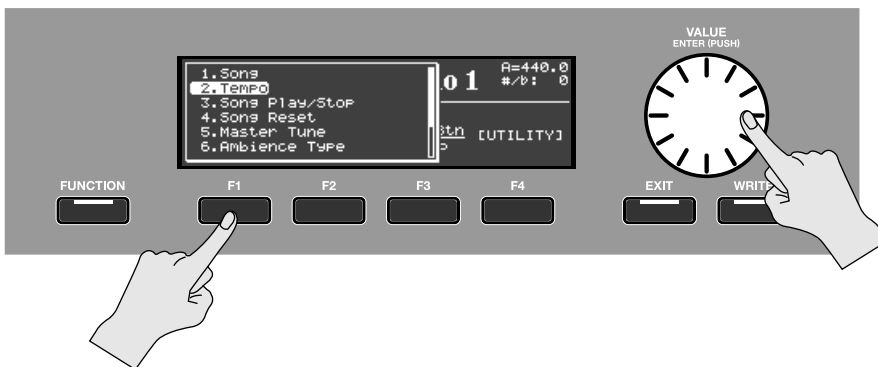 VALUE
ENTER (PUSH)
1.Song
2.Tempo
3.Song Play/Stop
4.Song Reset
5.Master Tune
6.Ambience Type
o 1
A=440.0
#/b: 0
Btn
[UTILITY]
FUNCTION
F1
F2
F3
F4
EXIT
WRITE